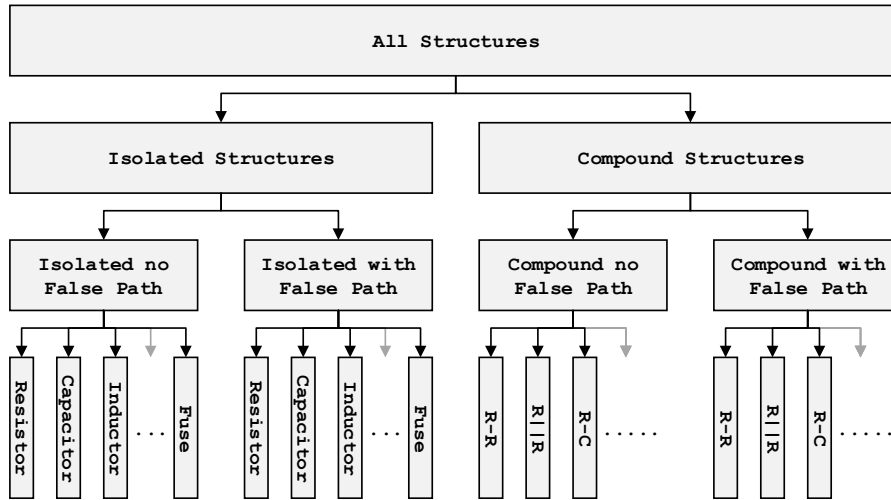 All Structures
Isolated Structures
Compound Structures
Isolated no
False Path
Isolated with
False Path
Compound no
False Path
Compound with
False Path
Resistor
Capacitor
Inductor
...
Fuse
Resistor
Capacitor
Inductor
...
Fuse
R-R
R||R
R-C
.....
R-R
R||R
R-C
.....